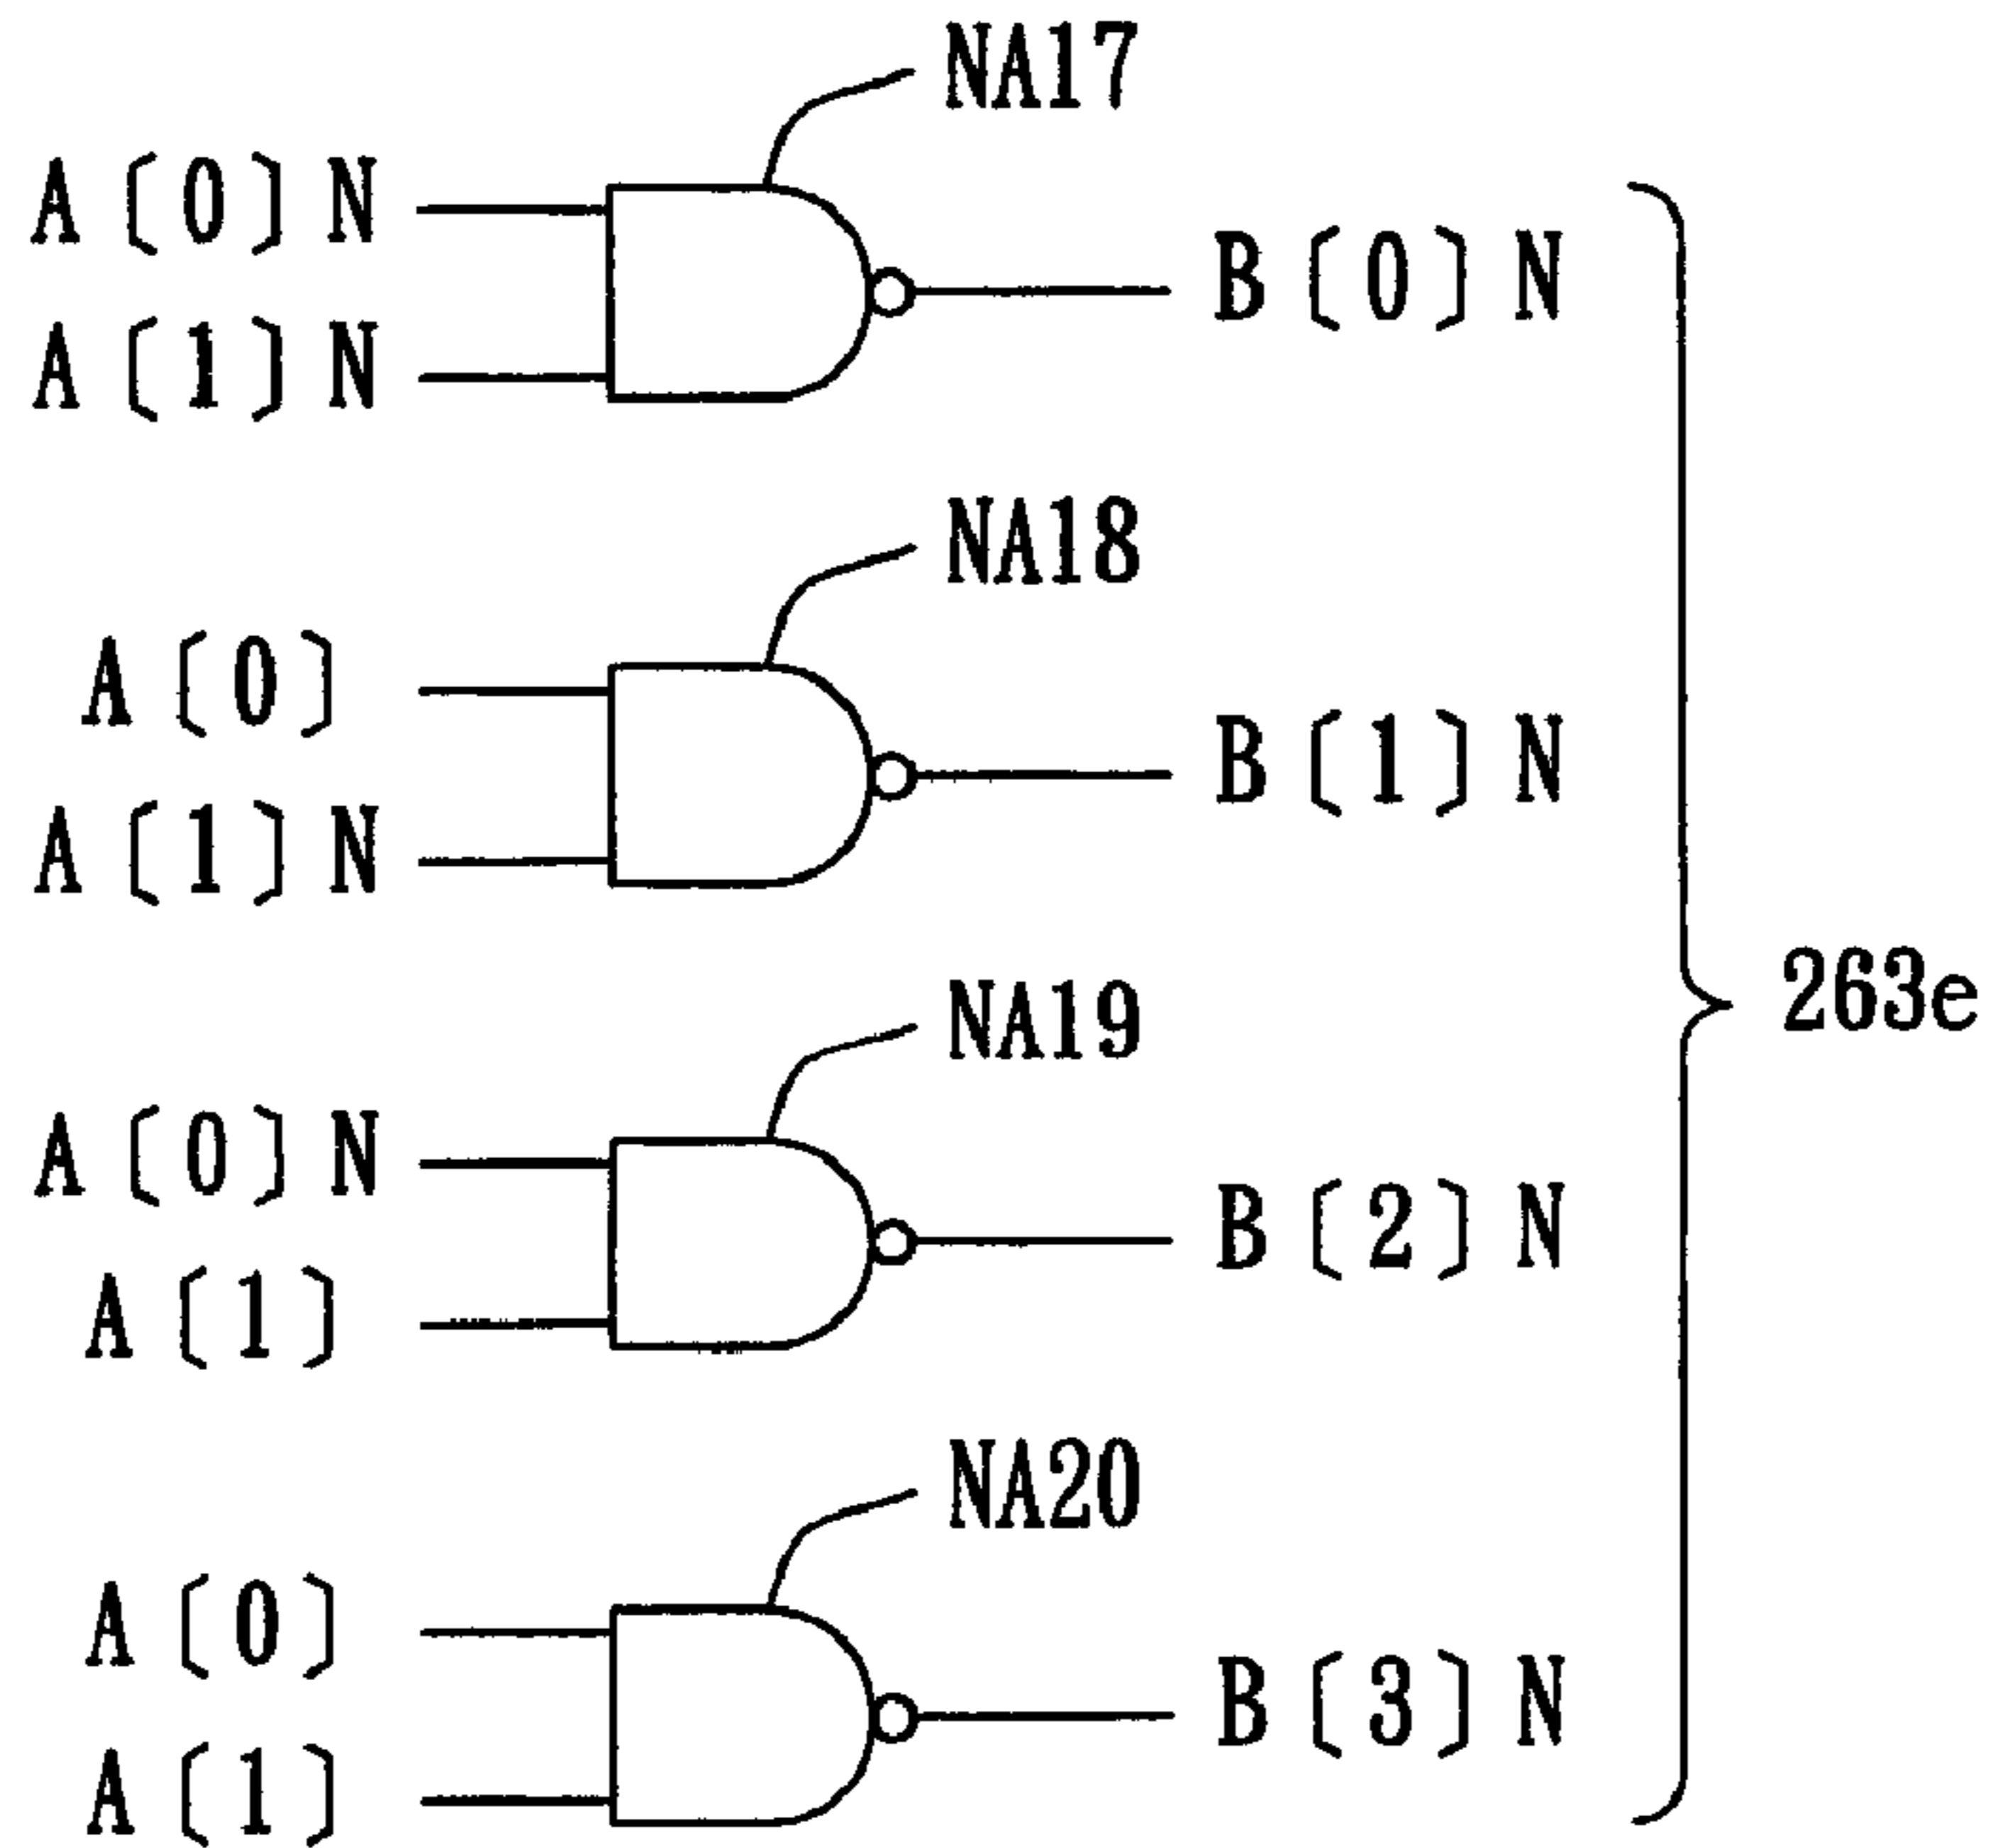 NA17
A〔0〕N
A〔1〕N
B〔0〕N
NA18
A〔0〕
A〔1〕N
B〔1〕N
263e
NA19
A〔0〕N
A〔1〕
B〔2〕N
NA20
A〔0〕
A〔1〕
B〔3〕N